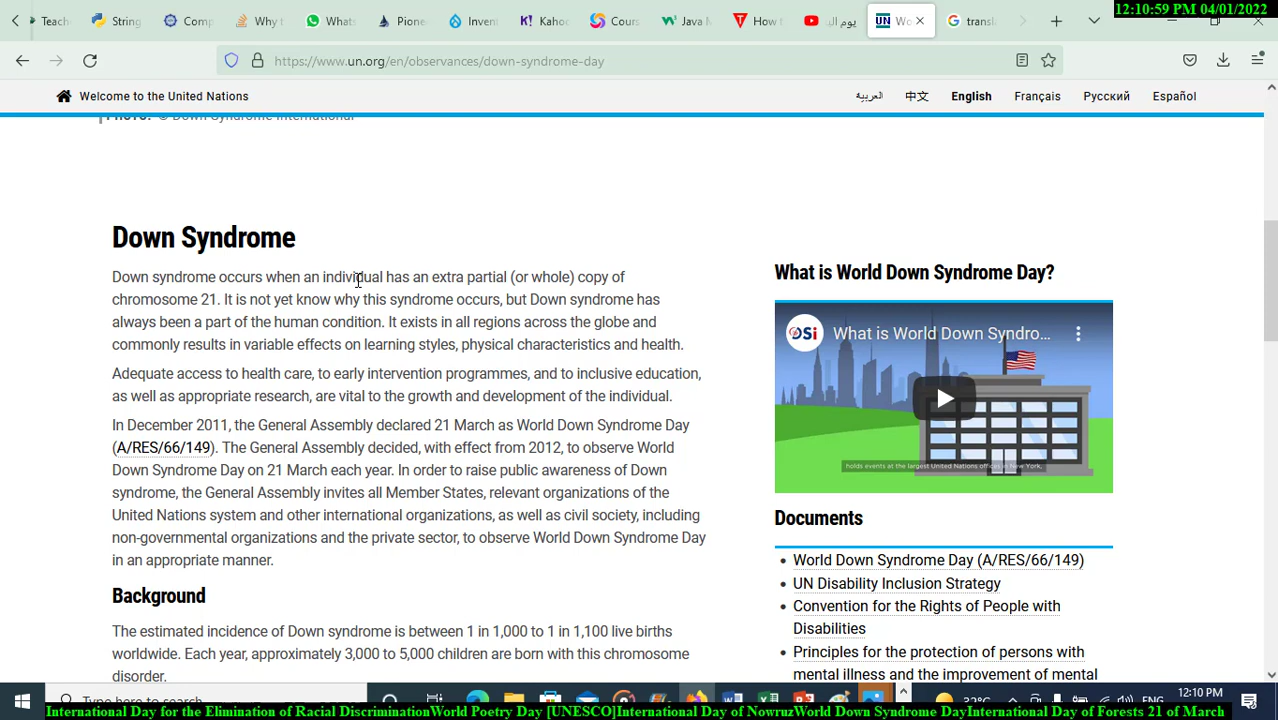 Teach
String
Comp
Why t
Whats
Picre
Inven
Kaho
Cours
Java M
How to
يوم الد
Wo
transl
12:10:59 PM 04/01/2022
https://www.un.org/en/observances/down-syndrome-day
Welcome to the United Nations
العربية
中文
English
Français
Русский
Español
PHOTO: © Down Syndrome International
Down Syndrome
Down syndrome occurs when an individual has an extra partial (or whole) copy of
chromosome 21. It is not yet know why this syndrome occurs, but Down syndrome has
always been a part of the human condition. It exists in all regions across the globe and
commonly results in variable effects on learning styles, physical characteristics and health.
Adequate access to health care, to early intervention programmes, and to inclusive education,
as well as appropriate research, are vital to the growth and development of the individual.
In December 2011, the General Assembly declared 21 March as World Down Syndrome Day
(A/RES/66/149). The General Assembly decided, with effect from 2012, to observe World
Down Syndrome Day on 21 March each year. In order to raise public awareness of Down
syndrome, the General Assembly invites all Member States, relevant organizations of the
United Nations system and other international organizations, as well as civil society, including
non-governmental organizations and the private sector, to observe World Down Syndrome Day
in an appropriate manner.
Background
The estimated incidence of Down syndrome is between 1 in 1,000 to 1 in 1,100 live births
worldwide. Each year, approximately 3,000 to 5,000 children are born with this chromosome
disorder.
What is World Down Syndrome Day?
DSi
What is World Down Syndro...
holds events at the largest United Nations offices in New York,
Documents
World Down Syndrome Day (A/RES/66/149)
UN Disability Inclusion Strategy
Convention for the Rights of People with
Disabilities
Principles for the protection of persons with
mental illness and the improvement of mental
Type here to search
32°C
ENG
12:10 PM
International Day for the Elimination of Racial DiscriminationWorld Poetry Day [UNESCO]International Day of NowruzWorld Down Syndrome DayInternational Day of Forests 21 of March